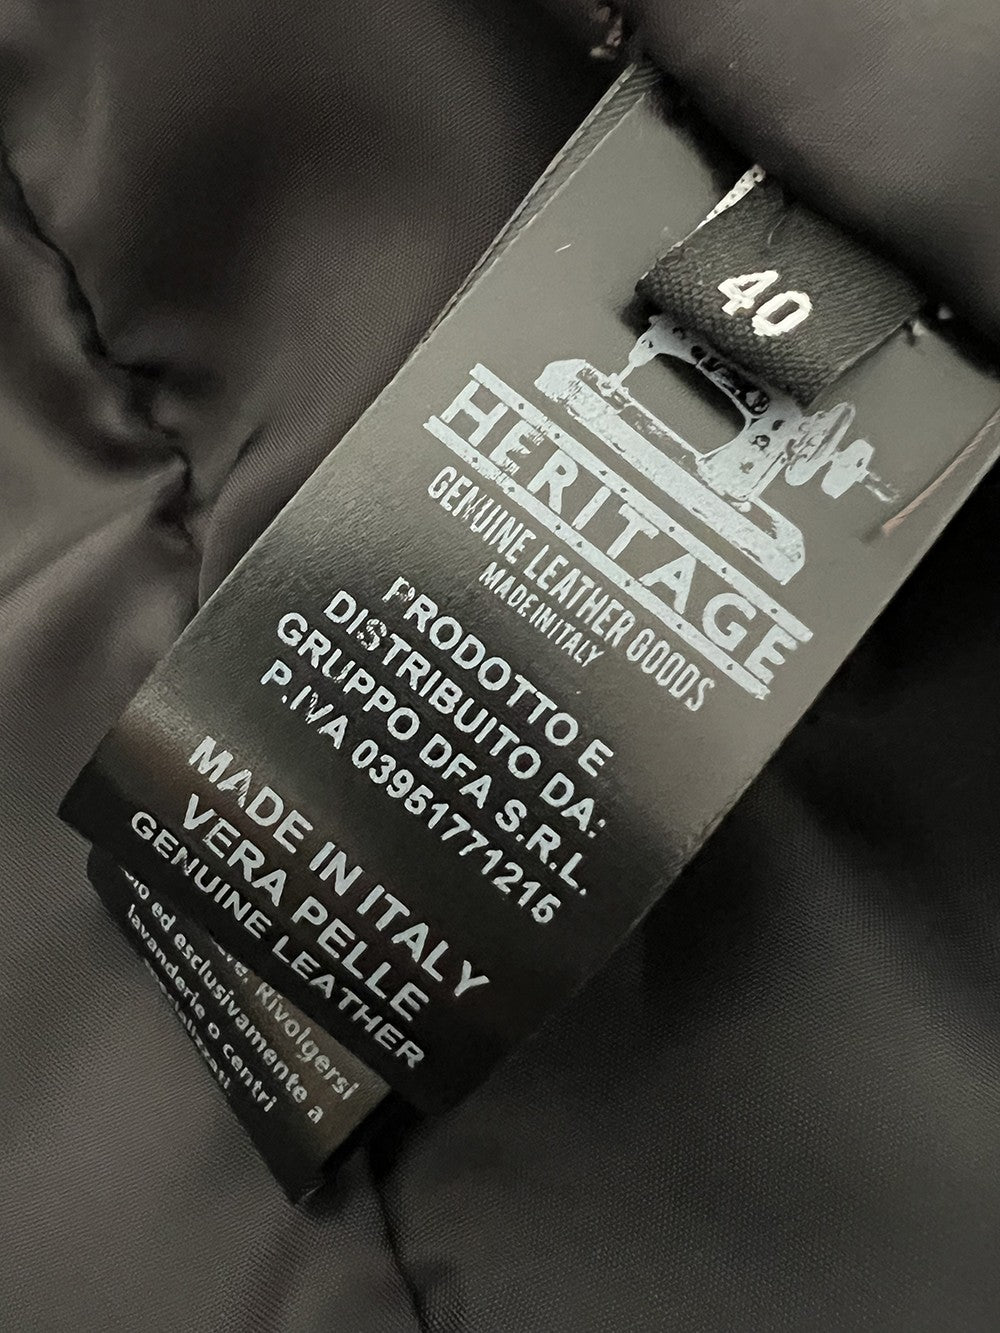 40
HERITAGE
GENUINE LEATHER GOODS
MADE IN ITALY
PRODOTTO E
DISTRIBUITO DA:
GRUPPO DFA S.R.L.
P.IVA 03951771215
MADE IN ITALY
VERA PELLE
GENUINE LEATHER
Rivolgersi
ed esclusivamente a
lavanderie o centri